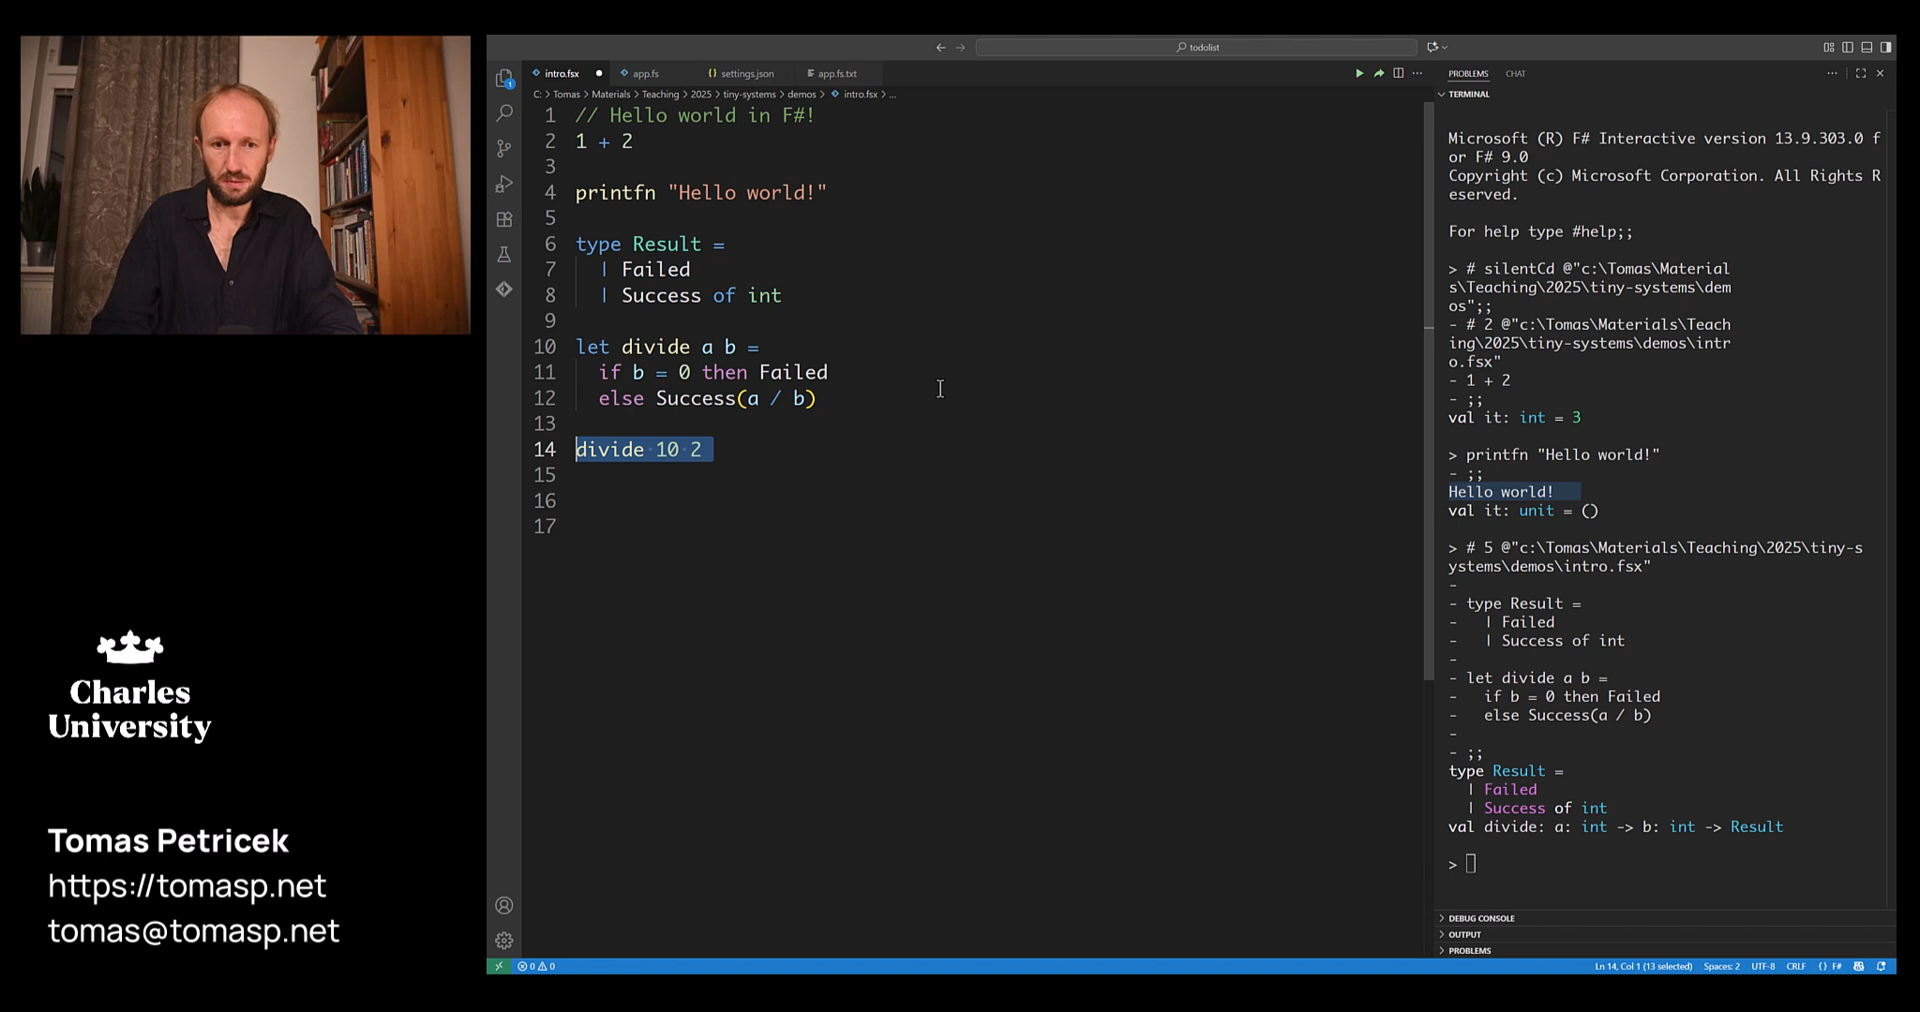 todolist
intro.fsx
app.fs
settings.json
app.fs.txt
C: > Tomas > Materials > Teaching > 2025 > tiny-systems > demos > intro.fsx > ...
1 // Hello world in F#!
2 1 + 2
3
4 printfn "Hello world!"
5
6 type Result =
7 | Failed
8 | Success of int
9
10 let divide a b =
11 if b = 0 then Failed
12 else Success(a / b)
13
14 divide 10 2
15
16
17
PROBLEMS CHAT
TERMINAL
Microsoft (R) F# Interactive version 13.9.303.0 f
or F# 9.0
Copyright (c) Microsoft Corporation. All Rights R
eserved.
For help type #help;;
> # silentCd @"c:\Tomas\Material
s\Teaching\2025\tiny-systems\dem
os";;
- # 2 @"c:\Tomas\Materials\Teach
ing\2025\tiny-systems\demos\intr
o.fsx"
- 1 + 2
- ;;
val it: int = 3
> printfn "Hello world!"
- ;;
Hello world!
val it: unit = ()
> # 5 @"c:\Tomas\Materials\Teaching\2025\tiny-s
ystems\demos\intro.fsx"
-
- type Result =
- | Failed
- | Success of int
-
- let divide a b =
- if b = 0 then Failed
- else Success(a / b)
-
- ;;
type Result =
| Failed
| Success of int
val divide: a: int -> b: int -> Result
>
DEBUG CONSOLE
OUTPUT
PROBLEMS
0 0
Ln 14, Col 1 (13 selected) Spaces: 2 UTF-8 CRLF {} F#
1
Charles
University
Tomas Petricek
https://tomasp.net
tomas@tomasp.net